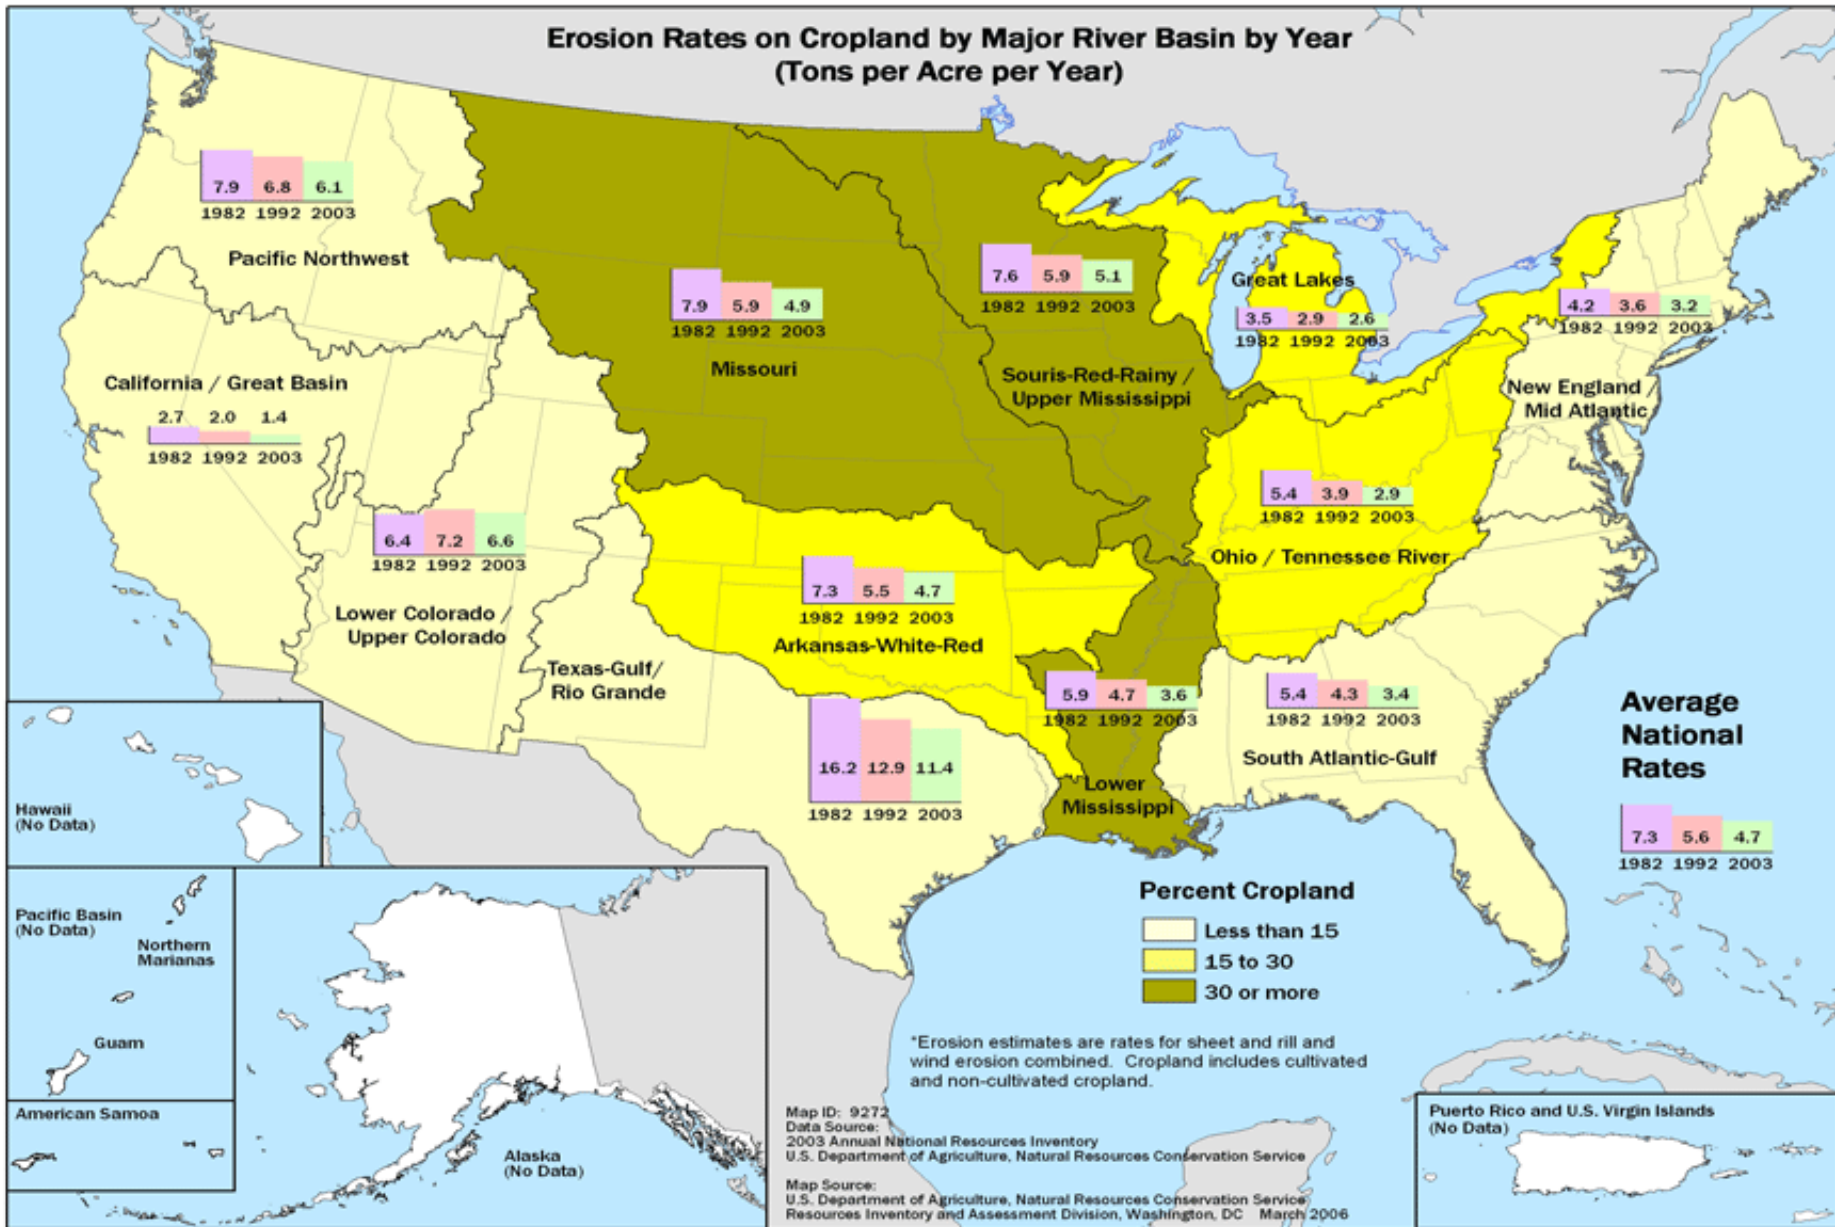 Erosion Rates on Cropland by Major River Basin by Year
(Tons per Acre per Year)
7.9 6.8 6.1
1982 1992 2003
Pacific Northwest
7.9 5.9 4.9
1982 1992 2003
Missouri
7.6 5.9 5.1
1982 1992 2003
Souris-Red-Rainy /
Upper Mississippi
Great Lakes
3.5 2.9 2.6
1982 1992 2003
4.2 3.6 3.2
1982 1992 2003
New England /
Mid Atlantic
California / Great Basin
2.7 2.0 1.4
1982 1992 2003
6.4 7.2 6.6
1982 1992 2003
Lower Colorado /
Upper Colorado
5.4 3.9 2.9
1982 1992 2003
Ohio / Tennessee River
7.3 5.5 4.7
1982 1992 2003
Arkansas-White-Red
Texas-Gulf/
Rio Grande
16.2 12.9 11.4
1982 1992 2003
5.9 4.7 3.6
1982 1992 2003
Lower
Mississippi
5.4 4.3 3.4
1982 1992 2003
South Atlantic-Gulf
Average
National
Rates
7.3 5.6 4.7
1982 1992 2003
Hawaii
(No Data)
Pacific Basin
(No Data)
Northern
Marianas
Guam
American Samoa
Alaska
(No Data)
Percent Cropland
Less than 15
15 to 30
30 or more
*Erosion estimates are rates for sheet and rill and
wind erosion combined. Cropland includes cultivated
and non-cultivated cropland.
Map ID: 9272
Data Source:
2003 Annual National Resources Inventory
U.S. Department of Agriculture, Natural Resources Conservation Service
Map Source:
U.S. Department of Agriculture, Natural Resources Conservation Service
Resources Inventory and Assessment Division, Washington, DC March 2006
Puerto Rico and U.S. Virgin Islands
(No Data)